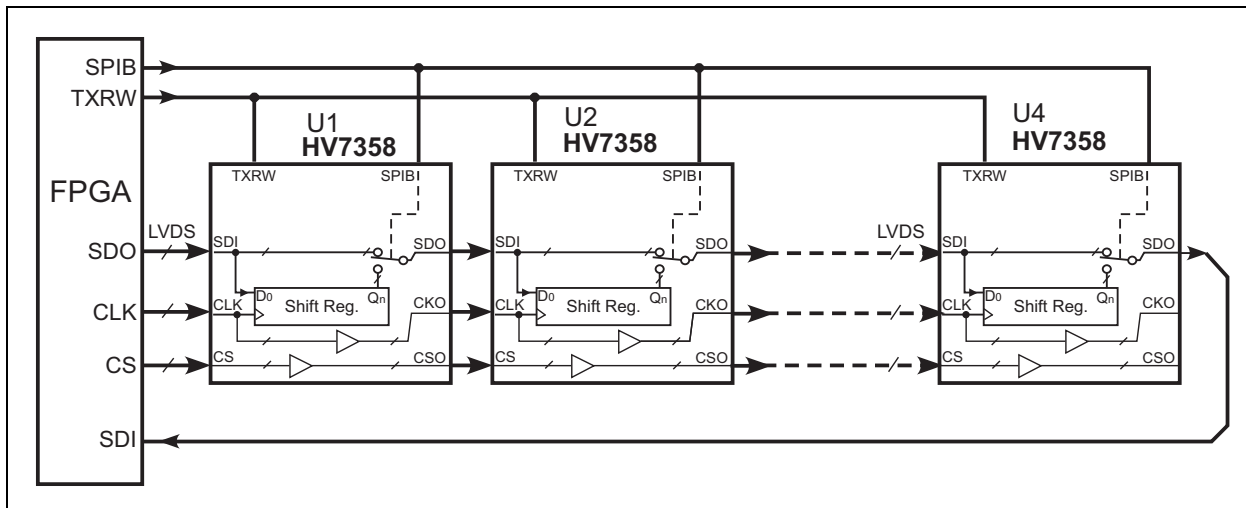 SPIB
TXRW
FPGA
SDO
CLK
CS
SDI
LVDS
U1
HV7358
TXRW
SPIB
SDI
SDO
D0
Shift Reg.
Qn
CLK
CKO
CS
CSO
U2
HV7358
TXRW
SPIB
SDI
SDO
D0
Shift Reg.
Qn
CLK
CKO
CS
CSO
LVDS
U4
HV7358
TXRW
SPIB
SDI
SDO
D0
Shift Reg.
Qn
CLK
CKO
CS
CSO